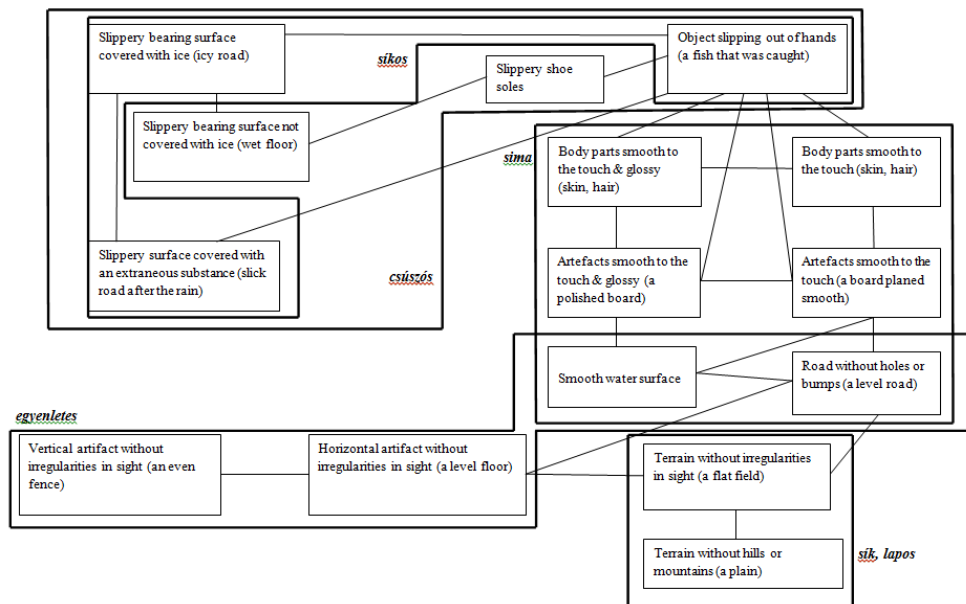 Slippery bearing surface
covered with ice (icy road)
síkos
Object slipping out of hands
(a fish that was caught)
Slippery shoe
soles
Slippery bearing surface not
covered with ice (wet floor)
sima
Body parts smooth to
the touch & glossy
(skin, hair)
Body parts smooth to
the touch (skin, hair)
Slippery surface covered with
an extraneous substance (slick
road after the rain)
csúszós
Artefacts smooth to the
touch & glossy (a
polished board)
Artefacts smooth to
the touch (a board planed
smooth)
Smooth water surface
Road without holes or
bumps (a level road)
egyenletes
Vertical artifact without
irregularities in sight (an even
fence)
Horizontal artifact without
irregularities in sight (a level floor)
Terrain without irregularities
in sight (a flat field)
Terrain without hills or
mountains (a plain)
sík, lapos